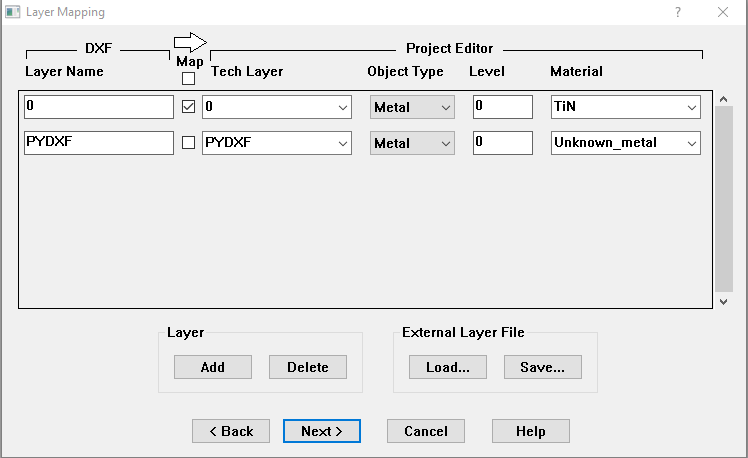 Layer Mapping ?
DXF Project Editor
Layer Name Map Tech Layer Object Type Level Material
0 0 Metal 0 TiN
PYDXF PYDXF Metal 0 Unknown_metal
Layer External Layer File
Add Delete Load... Save...
< Back Next > Cancel Help